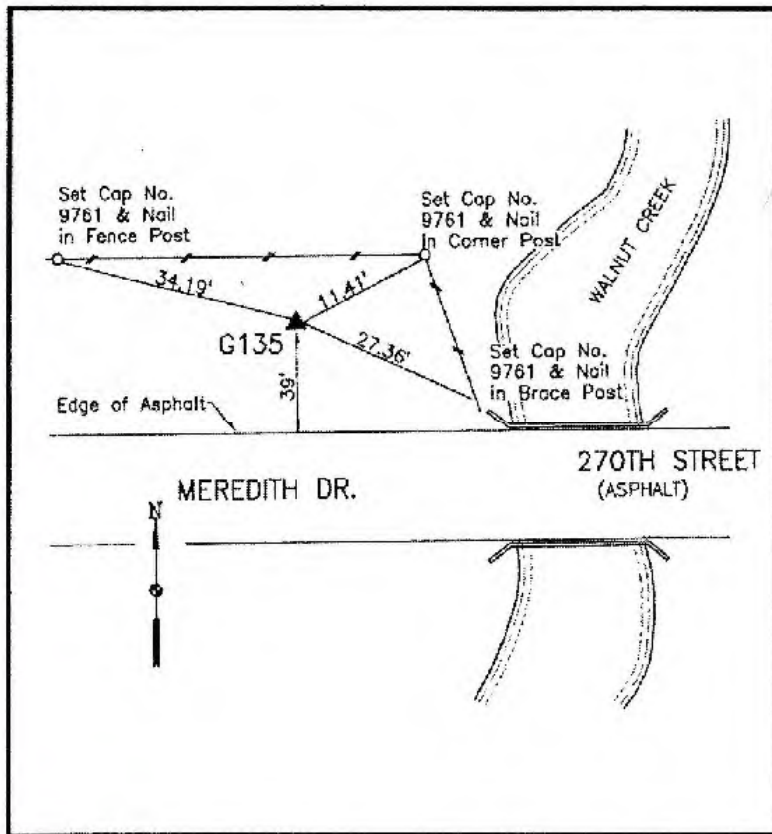 Set Cap No.
9761 & Nail
in Fence Post
Set Cap No.
9761 & Nail
In Corner Post
WALNUT CREEK
34.19'
11.41'
G135
27.36'
39'
Set Cap No.
9761 & Nail
in Brace Post
Edge of Asphalt
270TH STREET
(ASPHALT)
MEREDITH DR.
N